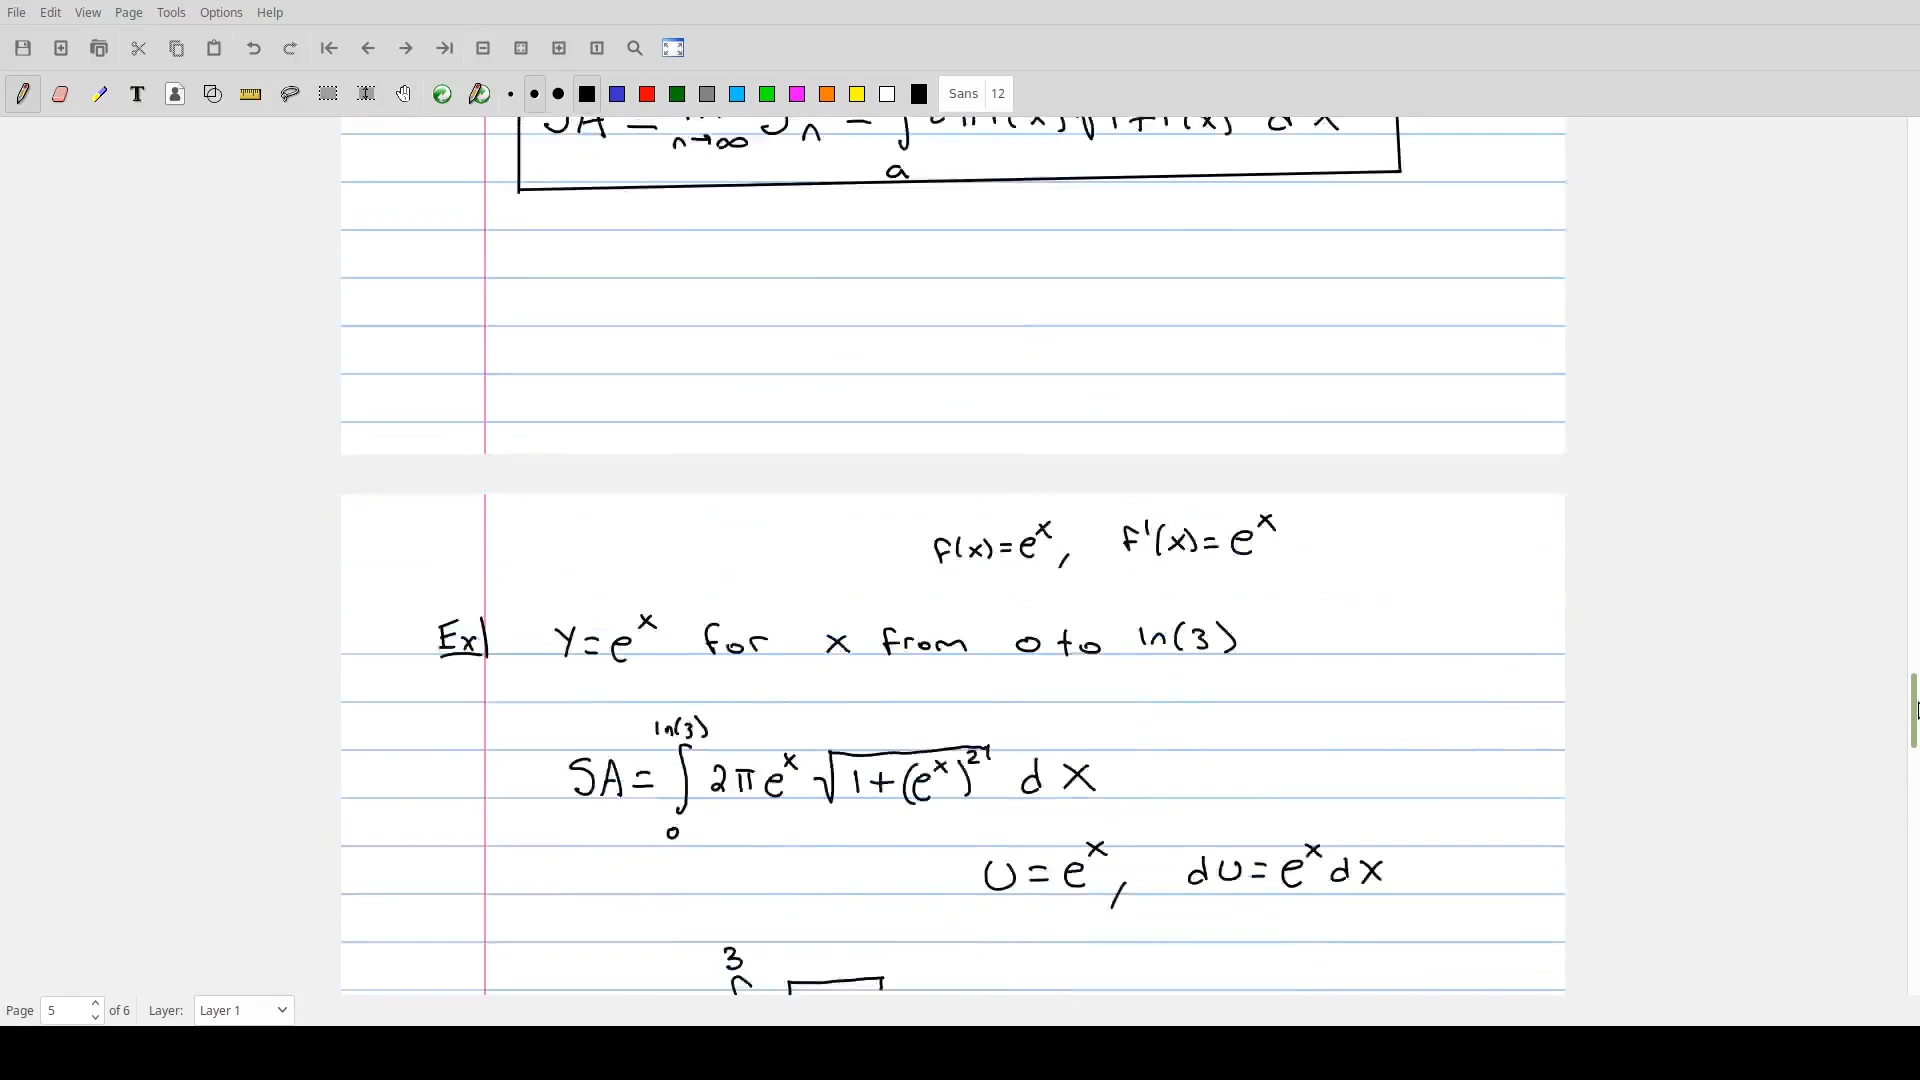 File Edit View Page Tools Options Help
Sans 12
n→∞
a
f(x)=e^x, f'(x)=e^x
Ex| Y=e^x for x from 0 to ln(3)
SA=∫_0^ln(3) 2πe^x √(1+(e^x)^2) dx
U=e^x, dU=e^x dx
3
Page 5 of 6 Layer: Layer 1